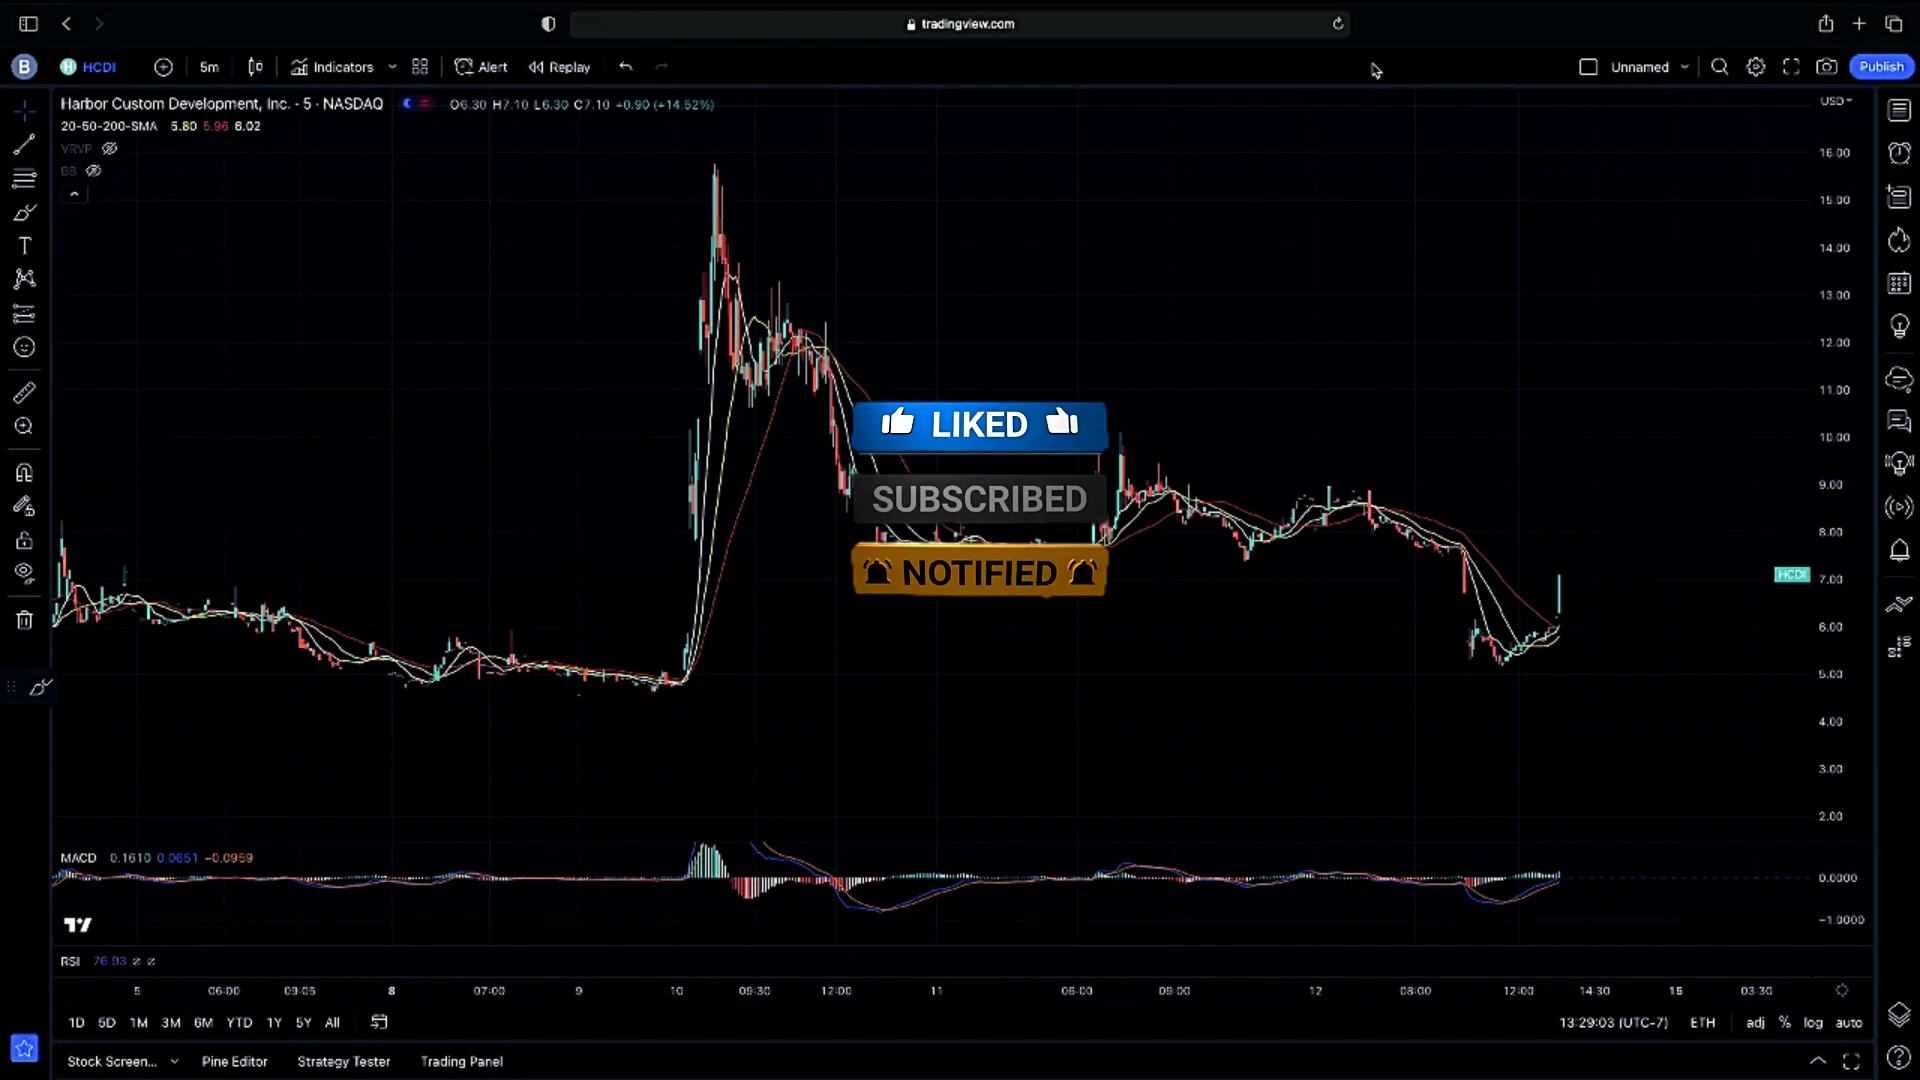 tradingview.com
B HCDI 5m Indicators Alert Replay Unnamed Publish
Harbor Custom Development, Inc. · 5 · NASDAQ O6.30 H7.10 L6.30 C7.10 +0.90 (+14.52%)
USD
20-50-200-SMA 5.80 5.96 6.02
VRVP
BB
16.00
15.00
14.00
13.00
12.00
11.00
10.00
9.00
8.00
7.00
6.00
5.00
4.00
3.00
2.00
LIKED
SUBSCRIBED
NOTIFIED
HCDI
MACD 0.1610 0.0651 −0.0959
0.0000
−1.0000
RSI 76.93
5 06:00 09:05 8 07:00 9 10 09:30 12:00 11 06:00 09:00 12 08:00 12:00 14:30 15 03:30
1D 5D 1M 3M 6M YTD 1Y 5Y All 13:29:03 (UTC-7) ETH adj % log auto
Stock Screen... Pine Editor Strategy Tester Trading Panel